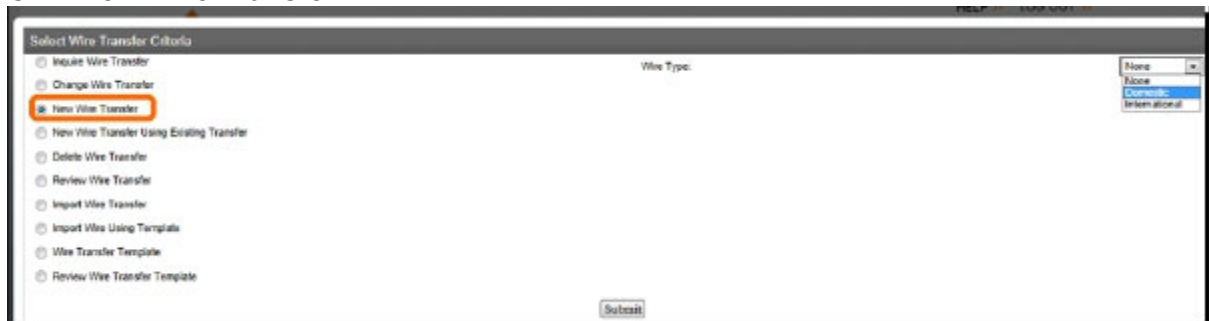 HELP LOG OUT
Select Wire Transfer Criteria
Inquire Wire Transfer
Wire Type:
None
Change Wire Transfer
None
New Wire Transfer
Domestic
International
New Wire Transfer Using Existing Transfer
Delete Wire Transfer
Review Wire Transfer
Import Wire Transfer
Import Wire Using Template
Wire Transfer Template
Review Wire Transfer Template
Submit